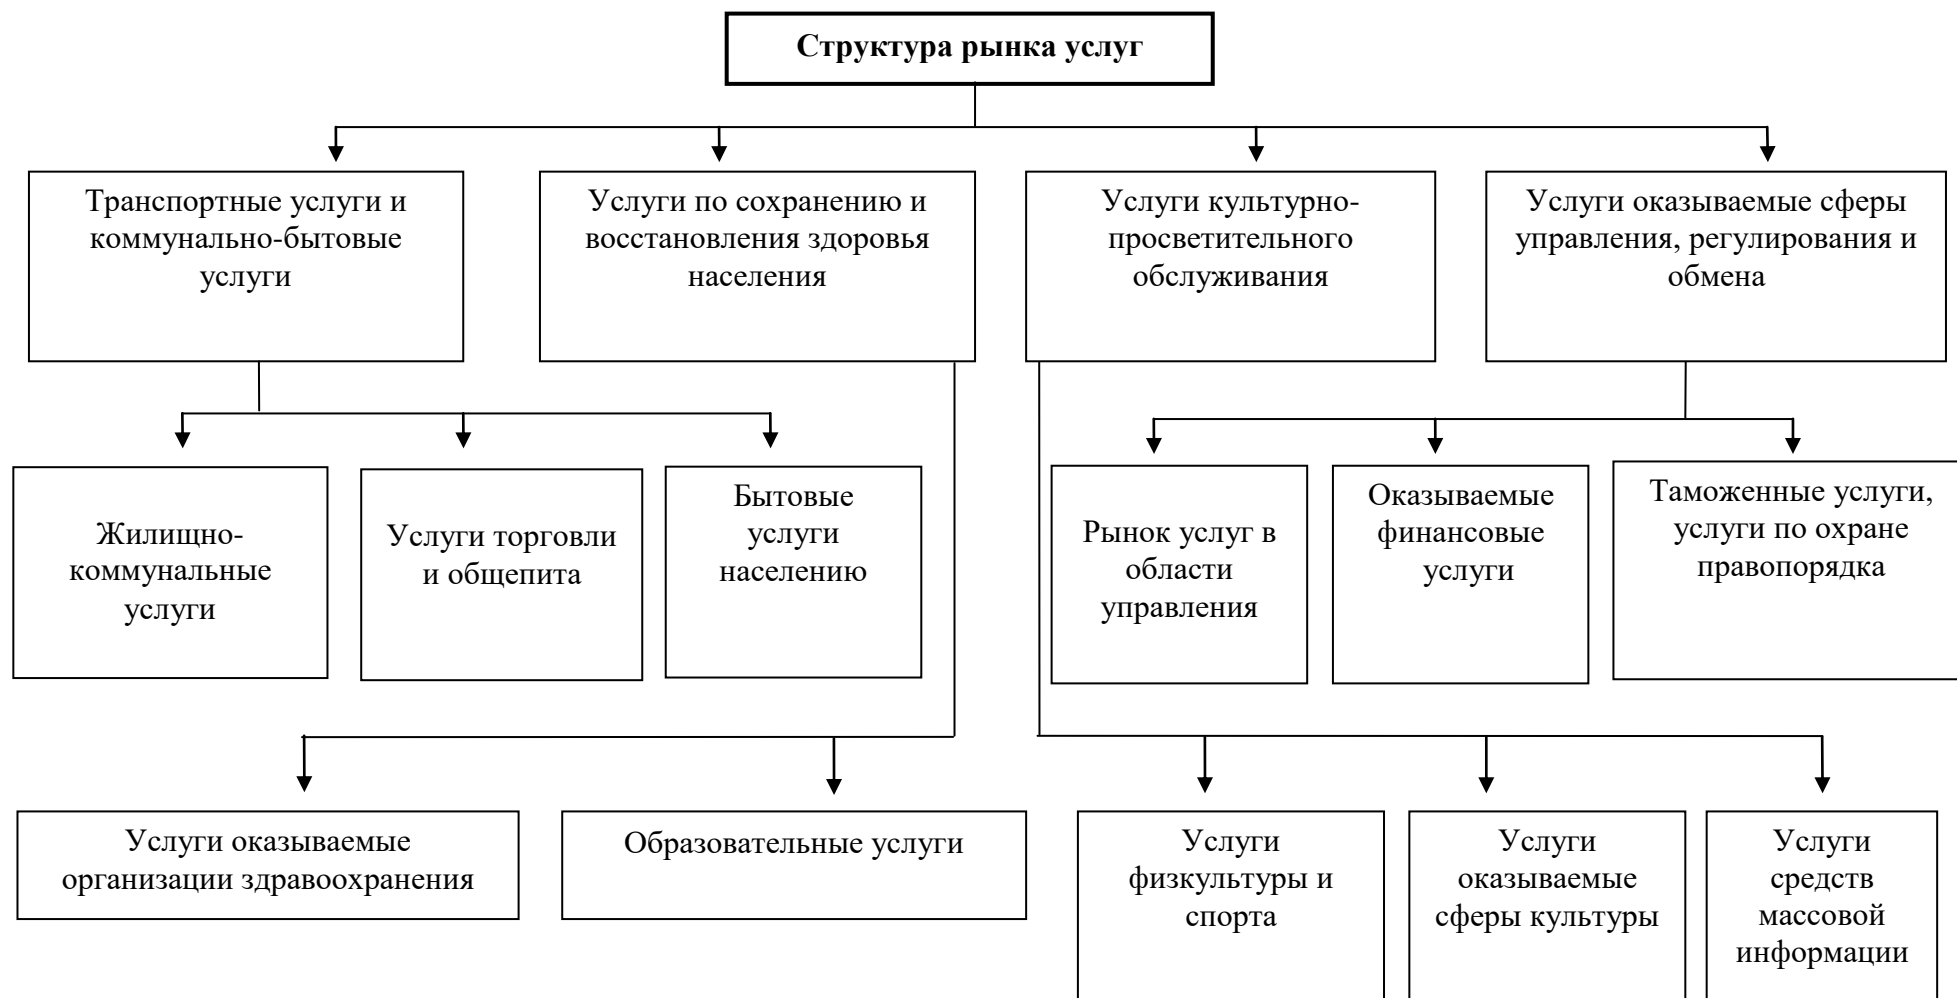 Структура рынка услуг
Транспортные услуги и
коммунально-бытовые
услуги
Услуги по сохранению и
восстановления здоровья
населения
Услуги культурно-
просветительного
обслуживания
Услуги оказываемые сферы
управления, регулирования и
обмена
Жилищно-
коммунальные
услуги
Услуги торговли
и общепита
Бытовые
услуги
населению
Рынок услуг в
области
управления
Оказываемые
финансовые
услуги
Таможенные услуги,
услуги по охране
правопорядка
Услуги оказываемые
организации здравоохранения
Образовательные услуги
Услуги
физкультуры и
спорта
Услуги
оказываемые
сферы культуры
Услуги
средств
массовой
информации